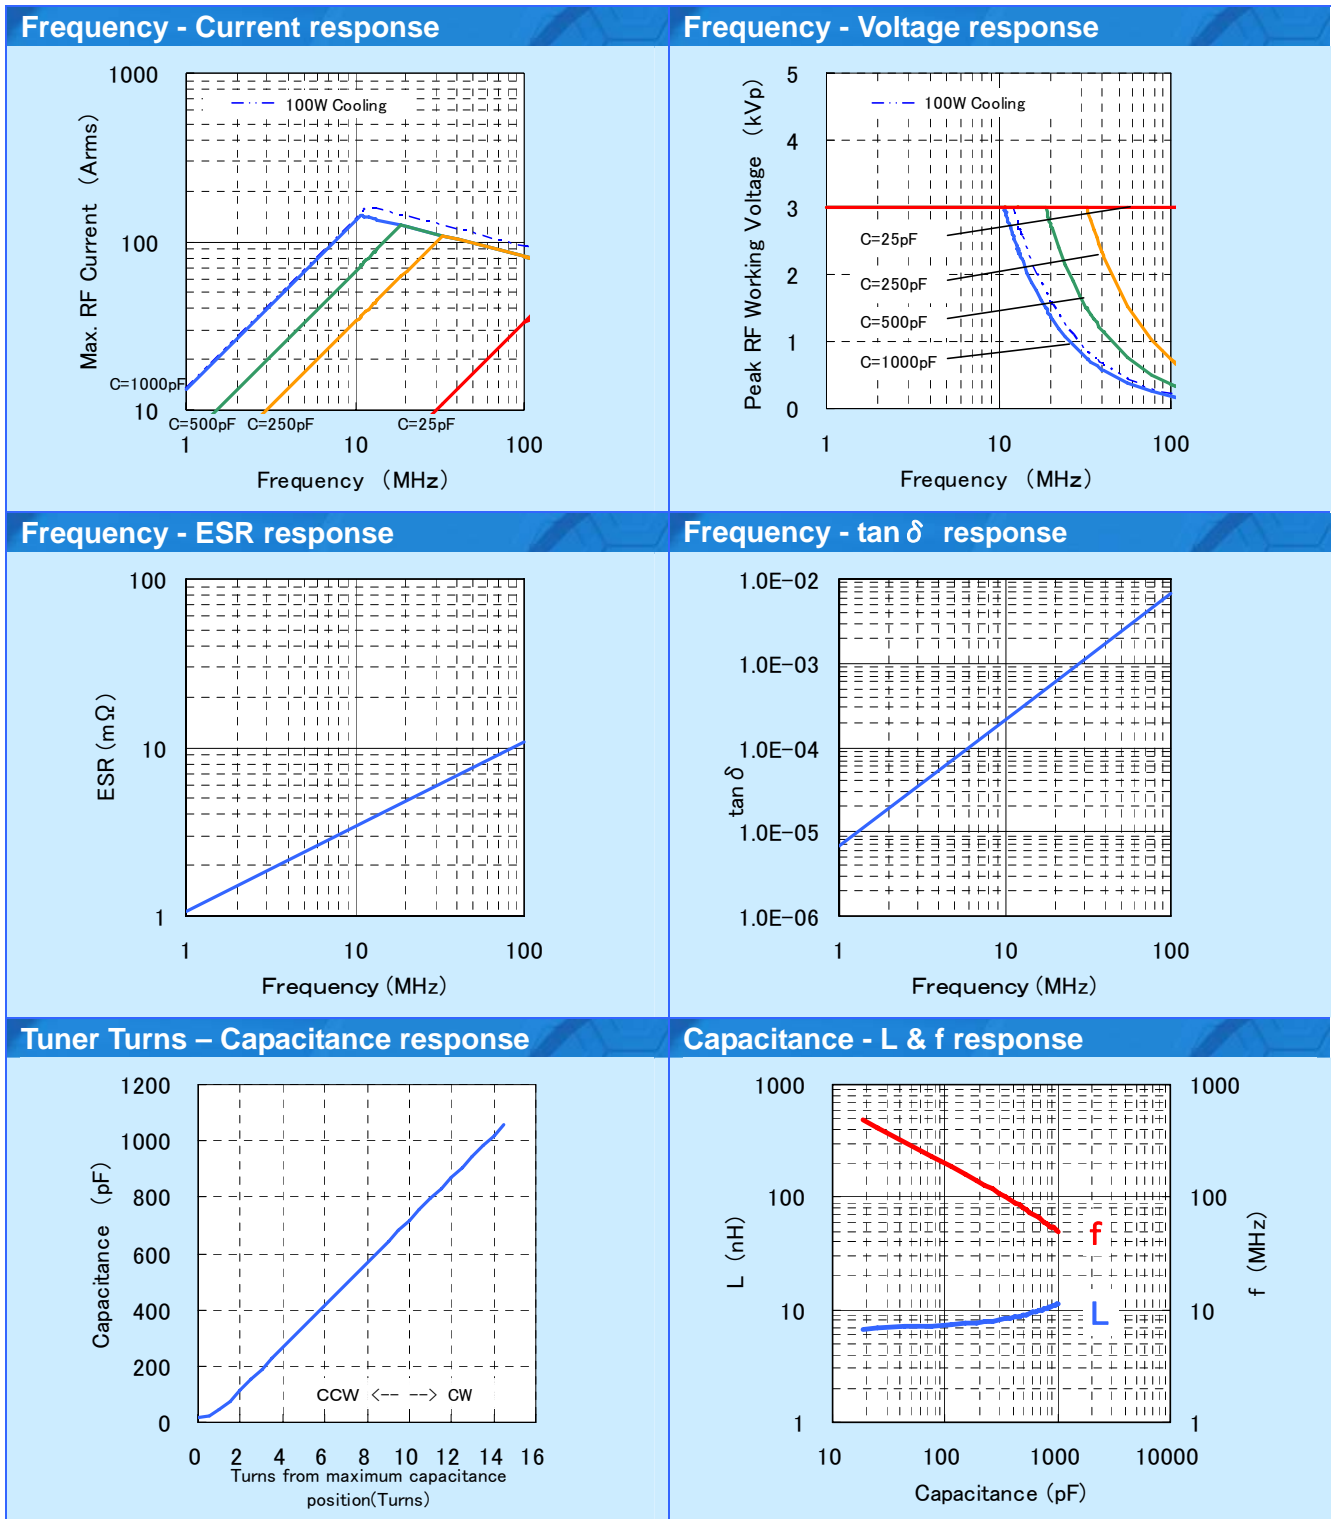 Frequency - Current response
1000
100
10
100W Cooling
Max. RF Current (Arms)
C=1000pF
C=500pF C=250pF C=25pF
1 10 100
Frequency (MHz)
Frequency - Voltage response
5
4
3
2
1
0
100W Cooling
Peak RF Working Voltage (kVp)
C=25pF
C=250pF
C=500pF
C=1000pF
1 10 100
Frequency (MHz)
Frequency - ESR response
100
10
1
ESR (mΩ)
1 10 100
Frequency (MHz)
Frequency - tan δ response
1.0E-02
1.0E-03
1.0E-04
1.0E-05
1.0E-06
tan δ
1 10 100
Frequency (MHz)
Tuner Turns – Capacitance response
1200
1000
800
600
400
200
0
Capacitance (pF)
CCW <-- --> CW
0 2 4 6 8 10 12 14 16
Turns from maximum capacitance
position(Turns)
Capacitance - L & f response
1000
100
10
1
L (nH)
f
L
1000
100
10
1
f (MHz)
10 100 1000 10000
Capacitance (pF)